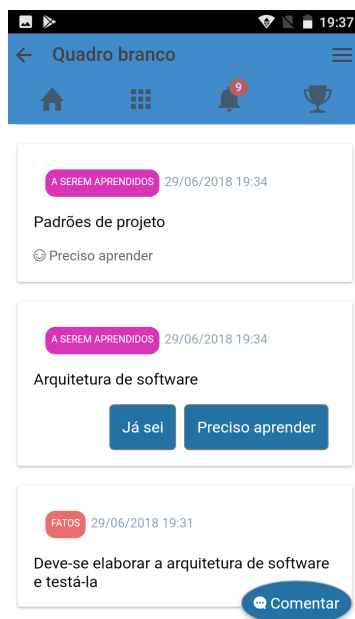 19:37
Quadro branco
9
A SEREM APRENDIDOS 29/06/2018 19:34
Padrões de projeto
Preciso aprender
A SEREM APRENDIDOS 29/06/2018 19:34
Arquitetura de software
Já sei Preciso aprender
FATOS 29/06/2018 19:31
Deve-se elaborar a arquitetura de software
e testá-la
Comentar